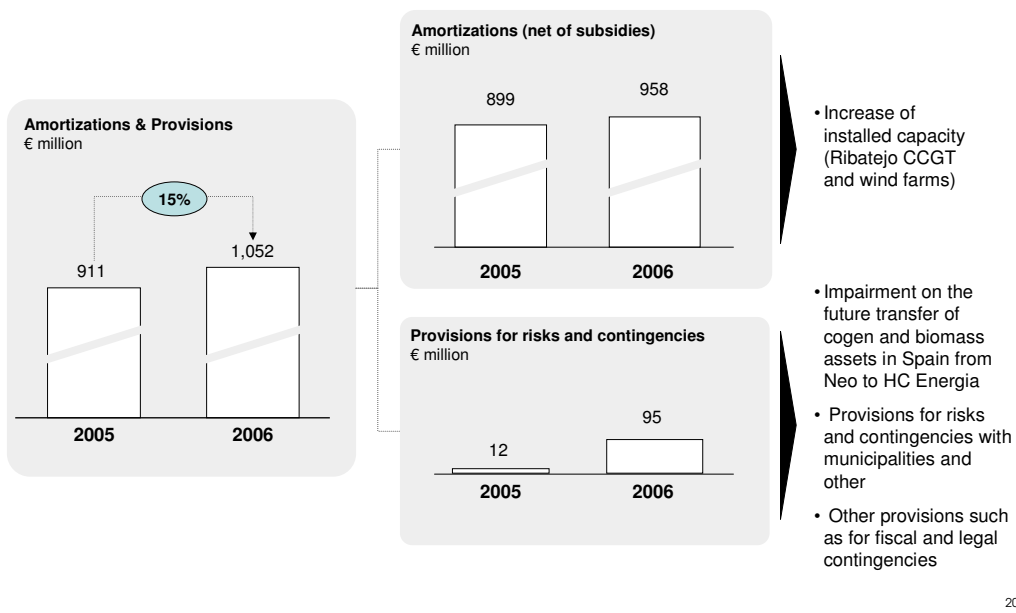 Amortizations & Provisions
€ million
15%
911
1,052
2005
2006
Amortizations (net of subsidies)
€ million
899
958
2005
2006
Provisions for risks and contingencies
€ million
12
95
2005
2006
• Increase of
installed capacity
(Ribatejo CCGT
and wind farms)
• Impairment on the
future transfer of
cogen and biomass
assets in Spain from
Neo to HC Energia
• Provisions for risks
and contingencies with
municipalities and
other
• Other provisions such
as for fiscal and legal
contingencies
20